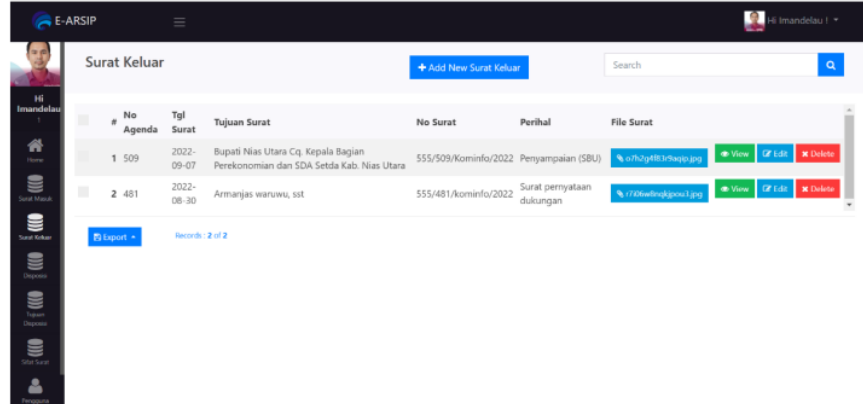 E-ARSIP
Hi Imandelau !
Hi
Imandelau
!
Home
Surat Masuk
Surat Keluar
Disposisi
Tujuan
Disposisi
Sifat Surat
Pengguna
Surat Keluar
+ Add New Surat Keluar
Search
# No Agenda Tgl Surat Tujuan Surat No Surat Perihal File Surat
1 509 2022-09-07 Bupati Nias Utara Cq. Kepala Bagian Perekonomian dan SDA Setda Kab. Nias Utara 555/509/Kominfo/2022 Penyampaian (SBU) View Edit Delete
2 481 2022-08-30 Armanjas waruwu, sst 555/481/kominfo/2022 Surat pernyataan dukungan View Edit Delete
Export
Records : 2 of 2